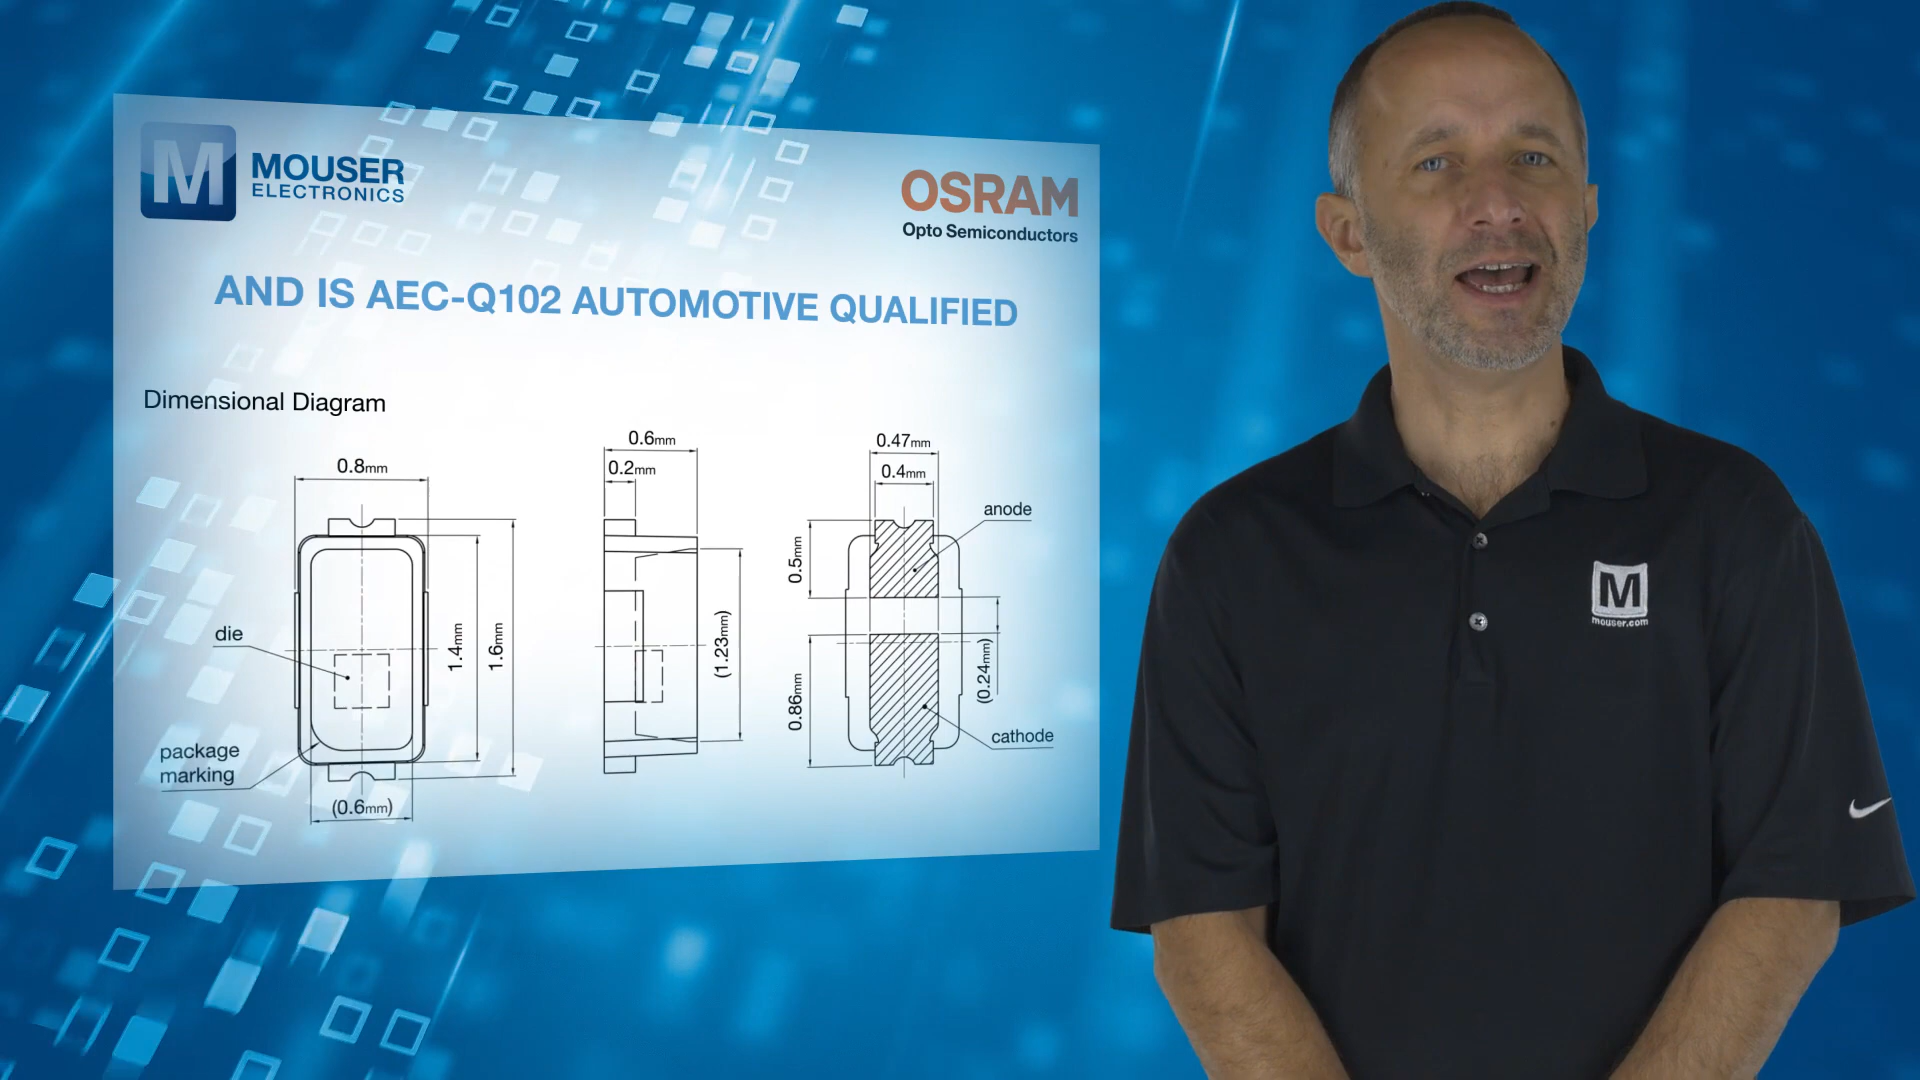 M
MOUSER
ELECTRONICS
OSRAM
Opto Semiconductors
AND IS AEC-Q102 AUTOMOTIVE QUALIFIED
Dimensional Diagram
0.8mm
die
package
marking
1.4mm
1.6mm
(0.6mm)
0.6mm
0.2mm
(1.23mm)
0.47mm
0.4mm
anode
0.5mm
0.86mm
(0.24mm)
cathode
M
mouser.com